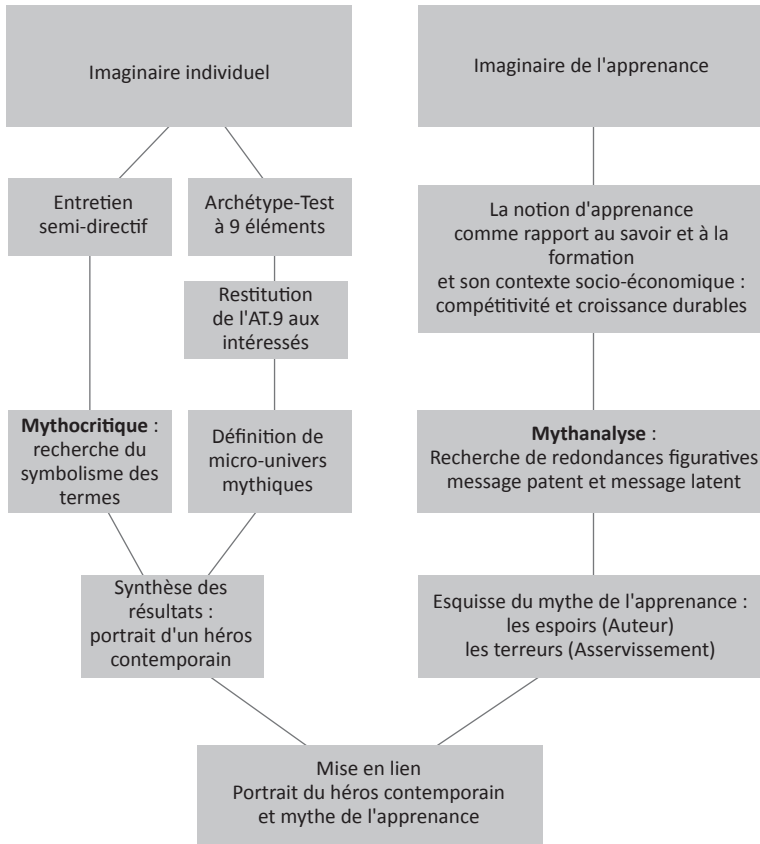 Imaginaire individuel
Imaginaire de l'apprenance
Entretien
semi-directif
Archétype-Test
à 9 éléments
La notion d'apprenance
comme rapport au savoir et à la
formation
et son contexte socio-économique :
compétitivité et croissance durables
Restitution
de l'AT.9 aux
intéressés
Mythocritique :
recherche du
symbolisme des
termes
Définition de
micro-univers
mythiques
Mythanalyse :
Recherche de redondances figuratives
message patent et message latent
Synthèse des
résultats :
portrait d'un héros
contemporain
Esquisse du mythe de l'apprenance :
les espoirs (Auteur)
les terreurs (Asservissement)
Mise en lien
Portrait du héros contemporain
et mythe de l'apprenance